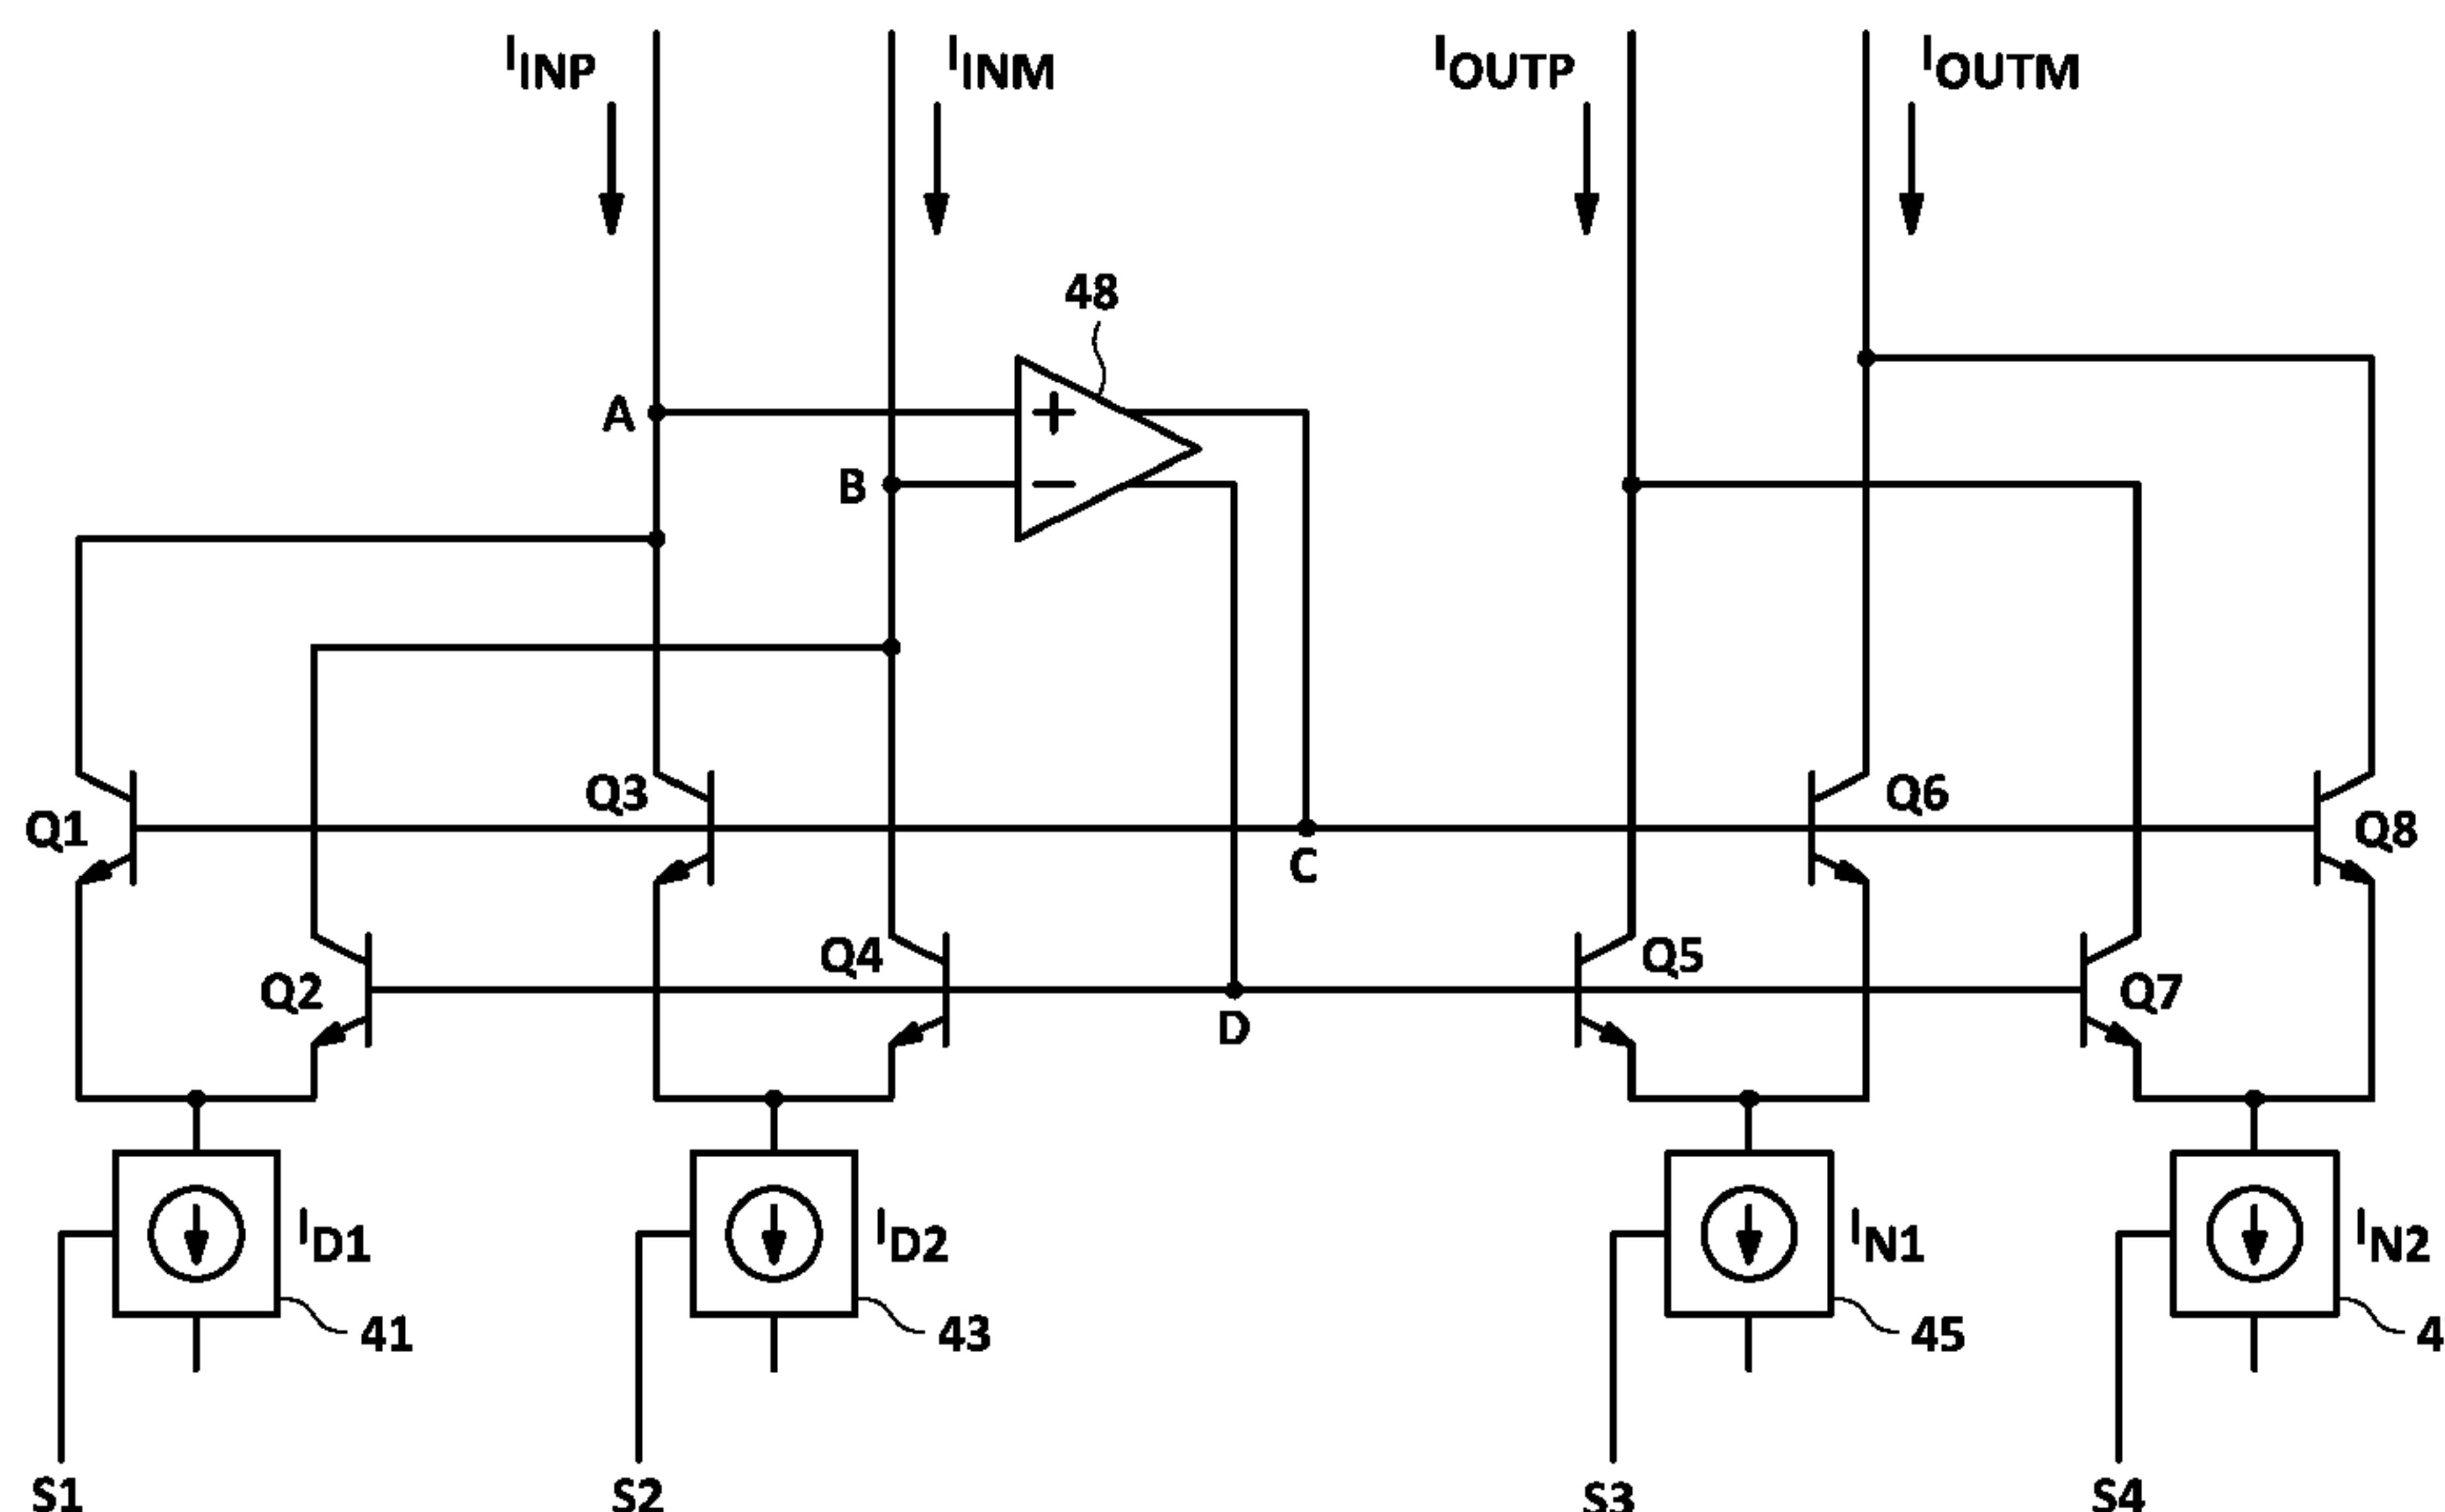 IINP
IINM
IOUTP
IOUTM
48
A
+
B
−
Q1
Q3
Q6
Q8
C
Q2
Q4
Q5
Q7
D
ID1
ID2
IN1
IN2
41
43
45
4
S1
S2
S3
S4